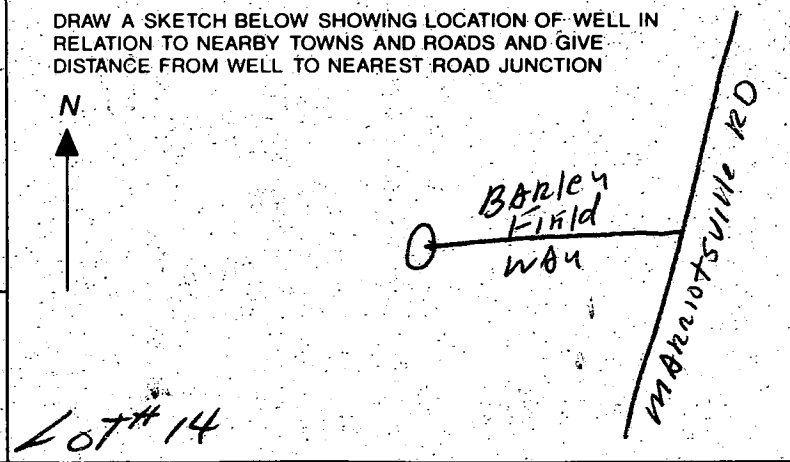 DRAW A SKETCH BELOW SHOWING LOCATION OF WELL IN
RELATION TO NEARBY TOWNS AND ROADS AND GIVE
DISTANCE FROM WELL TO NEAREST ROAD JUNCTION
N
BARley
FiEld
WAY
MARRIOTSVIlle RD
LOT# 14